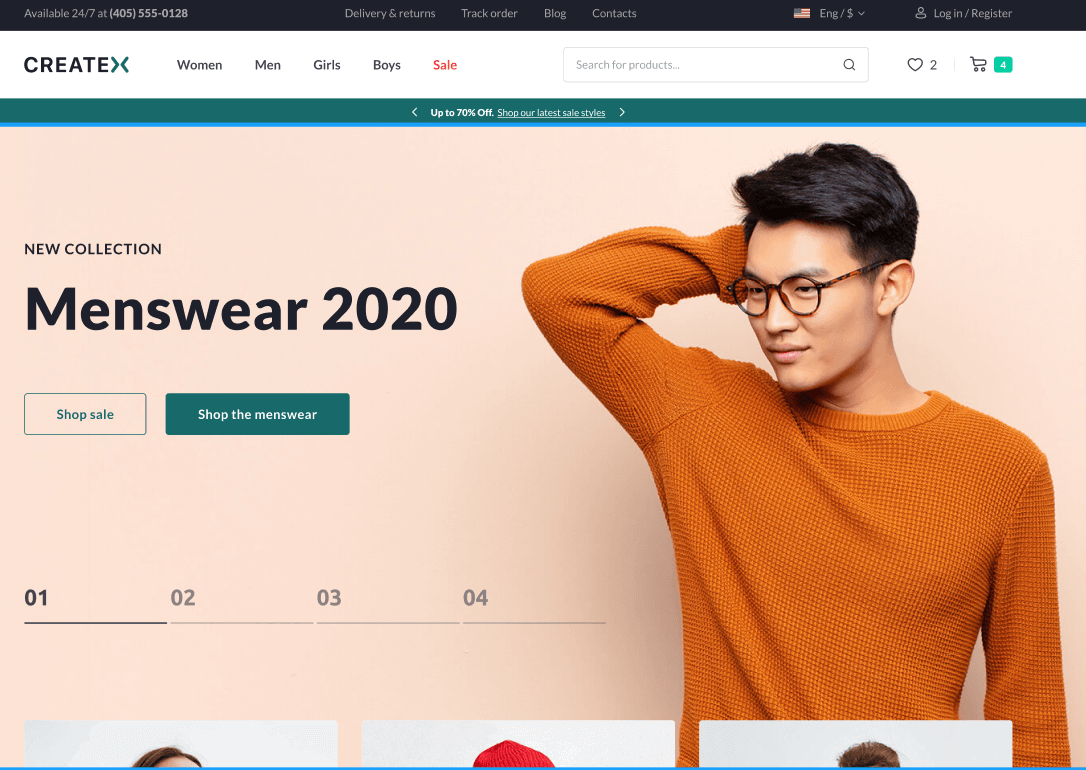 Available 24/7 at (405) 555-0128 Delivery & returns Track order Blog Contacts Eng / $ Log in / Register
CREATEX Women Men Girls Boys Sale Search for products... 2 4
Up to 70% Off. Shop our latest sale styles
NEW COLLECTION
Menswear 2020
Shop sale Shop the menswear
01 02 03 04